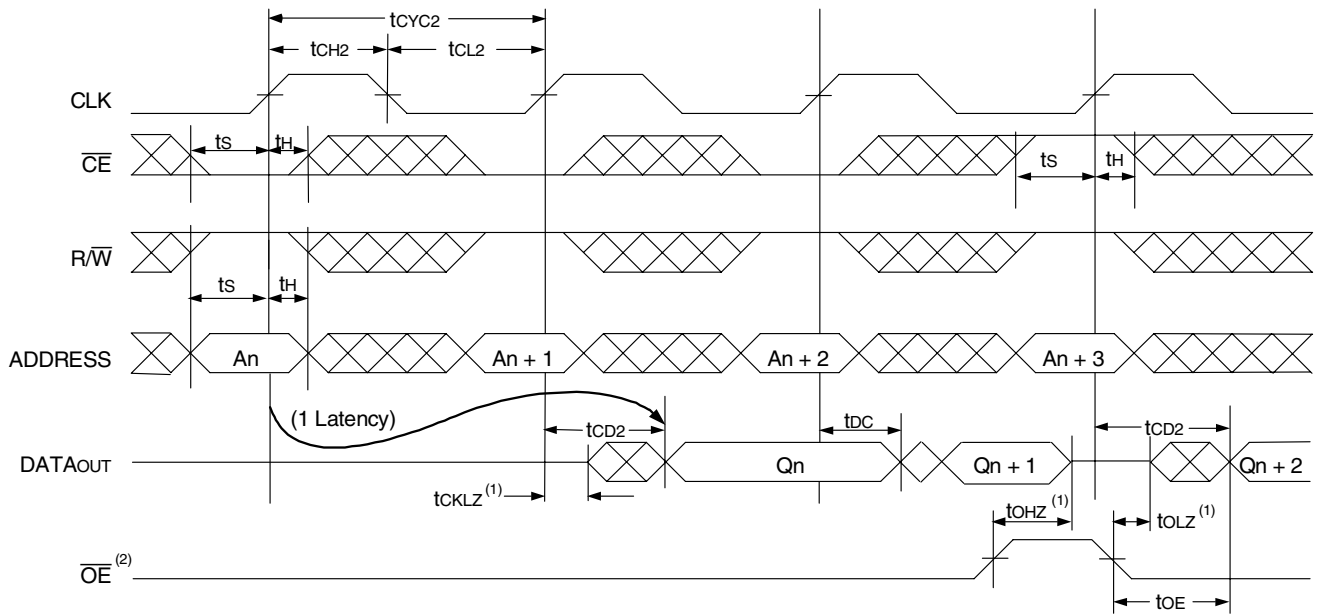 tCYC2
tCH2 tCL2
CLK
tS tH
CE
tS tH
R/W
tS tH
ADDRESS An An + 1 An + 2 An + 3
(1 Latency)
tCD2 tDC tCD2
DATAOUT Qn Qn + 1 Qn + 2
tCKLZ(1) tOHZ(1) tOLZ(1)
OE(2)
tOE